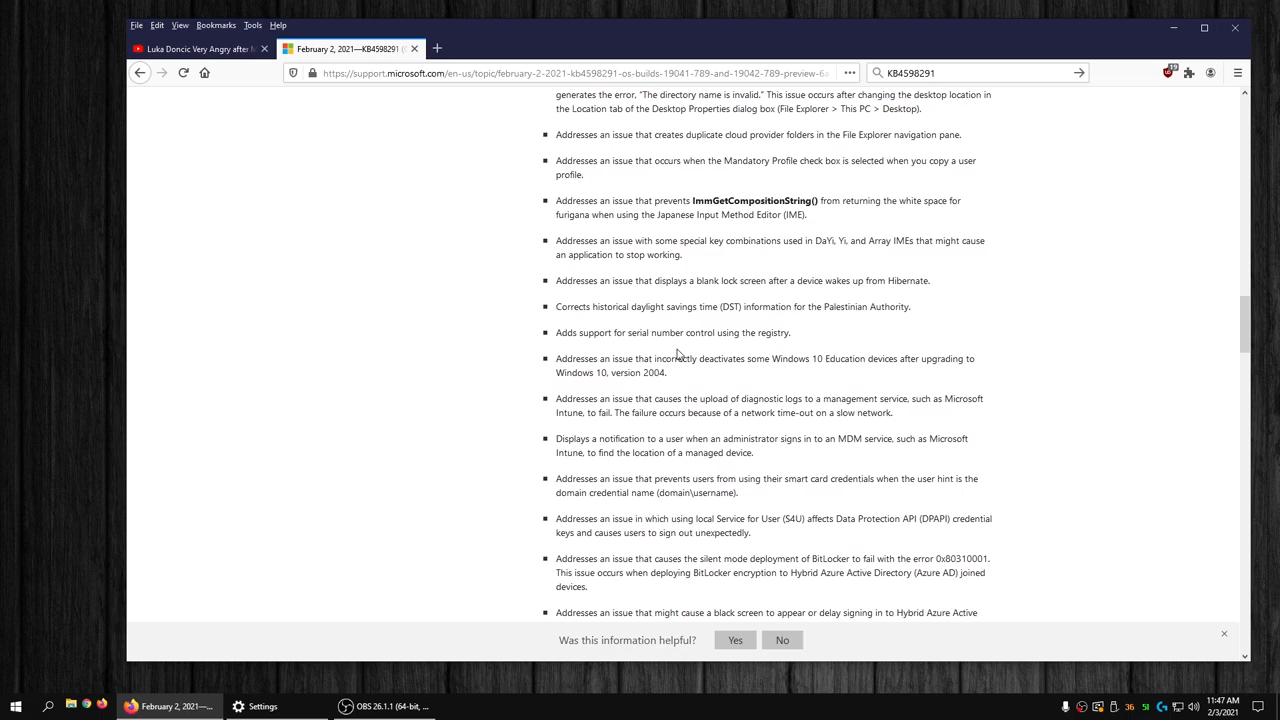 File Edit View Bookmarks Tools Help
Luka Doncic Very Angry after
February 2, 2021—KB4598291 (
https://support.microsoft.com/en-us/topic/february-2-2021-kb4598291-os-builds-19041-789-and-19042-789-preview-6a
KB4598291
19
generates the error, “The directory name is invalid.” This issue occurs after changing the desktop location in
the Location tab of the Desktop Properties dialog box (File Explorer > This PC > Desktop).
Addresses an issue that creates duplicate cloud provider folders in the File Explorer navigation pane.
Addresses an issue that occurs when the Mandatory Profile check box is selected when you copy a user
profile.
Addresses an issue that prevents ImmGetCompositionString() from returning the white space for
furigana when using the Japanese Input Method Editor (IME).
Addresses an issue with some special key combinations used in DaYi, Yi, and Array IMEs that might cause
an application to stop working.
Addresses an issue that displays a blank lock screen after a device wakes up from Hibernate.
Corrects historical daylight savings time (DST) information for the Palestinian Authority.
Adds support for serial number control using the registry.
Addresses an issue that incorrectly deactivates some Windows 10 Education devices after upgrading to
Windows 10, version 2004.
Addresses an issue that causes the upload of diagnostic logs to a management service, such as Microsoft
Intune, to fail. The failure occurs because of a network time-out on a slow network.
Displays a notification to a user when an administrator signs in to an MDM service, such as Microsoft
Intune, to find the location of a managed device.
Addresses an issue that prevents users from using their smart card credentials when the user hint is the
domain credential name (domain\username).
Addresses an issue in which using local Service for User (S4U) affects Data Protection API (DPAPI) credential
keys and causes users to sign out unexpectedly.
Addresses an issue that causes the silent mode deployment of BitLocker to fail with the error 0x80310001.
This issue occurs when deploying BitLocker encryption to Hybrid Azure Active Directory (Azure AD) joined
devices.
Addresses an issue that might cause a black screen to appear or delay signing in to Hybrid Azure Active
Was this information helpful? Yes No
February 2, 2021—... Settings OBS 26.1.1 (64-bit, ... 36 51 11:47 AM
2/3/2021